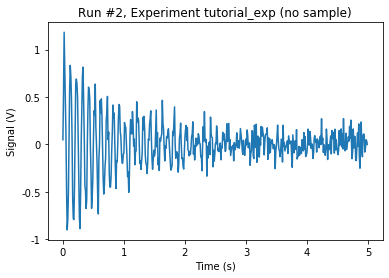 Run #2, Experiment tutorial_exp (no sample)
1
0.5
0
-0.5
-1
Signal (V)
0 1 2 3 4 5
Time (s)